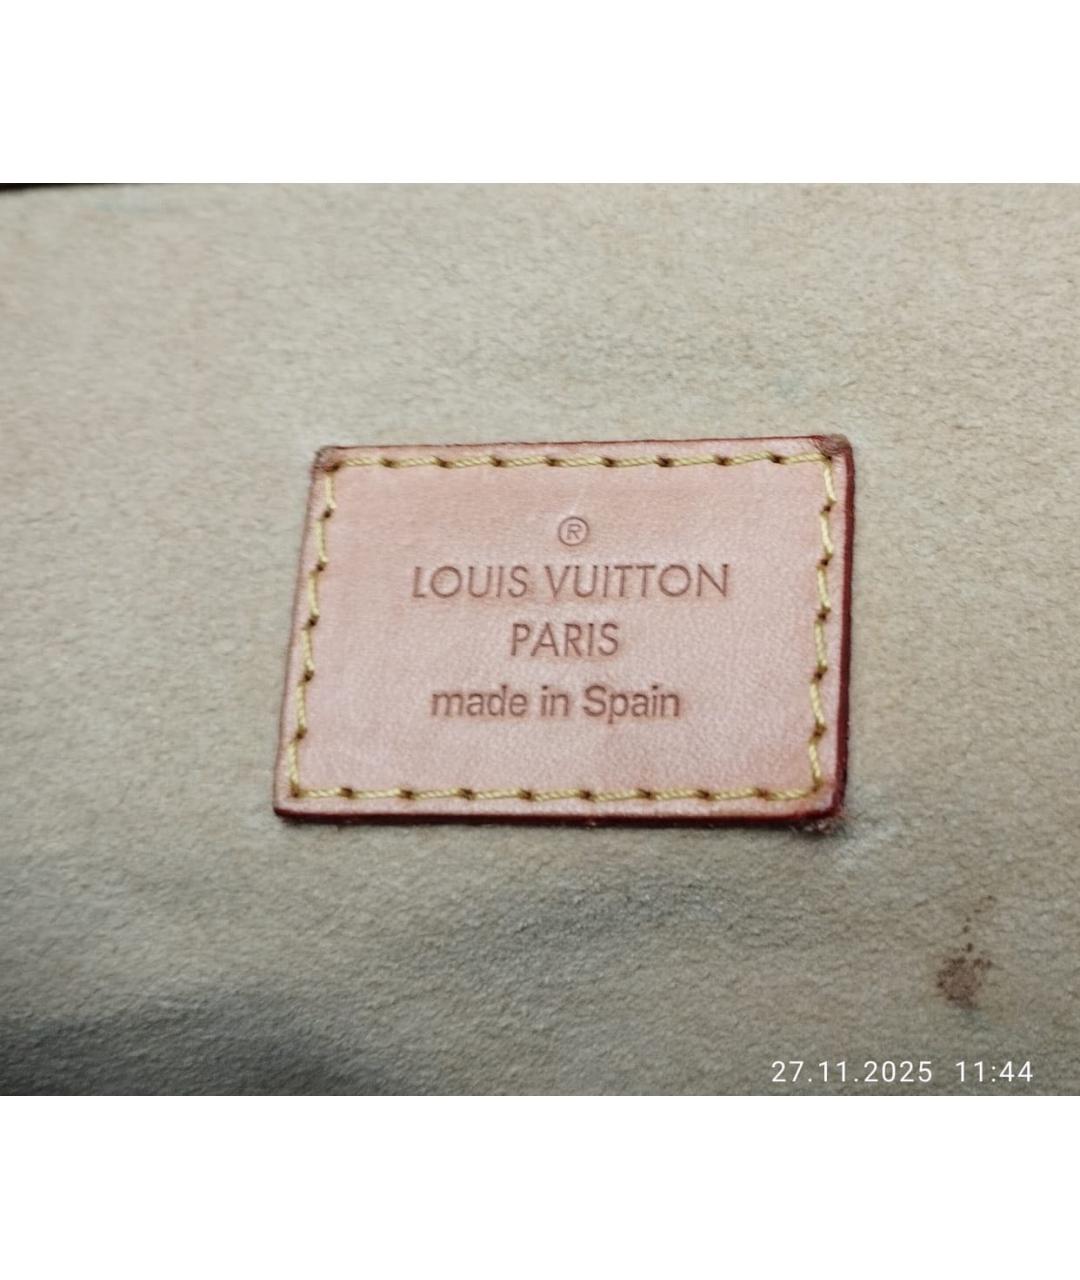 ®
LOUIS VUITTON
PARIS
made in Spain
27.11.2025 11:44